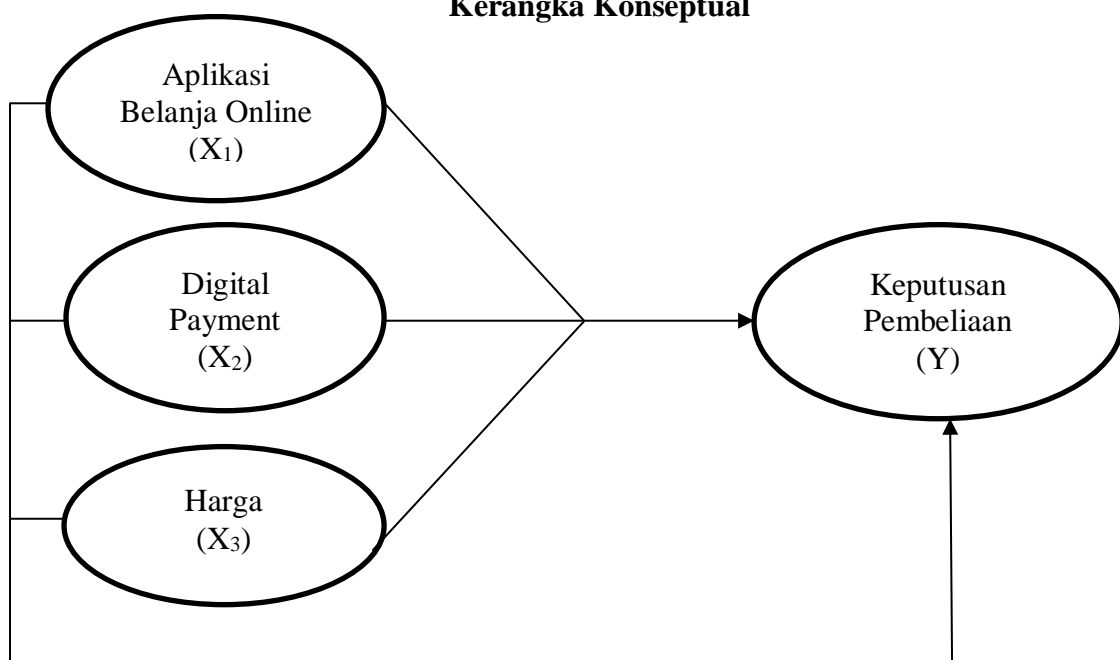 Kerangka Konseptual
Aplikasi
Belanja Online
(X₁)
Digital
Payment
(X₂)
Harga
(X₃)
Keputusan
Pembeliaan
(Y)